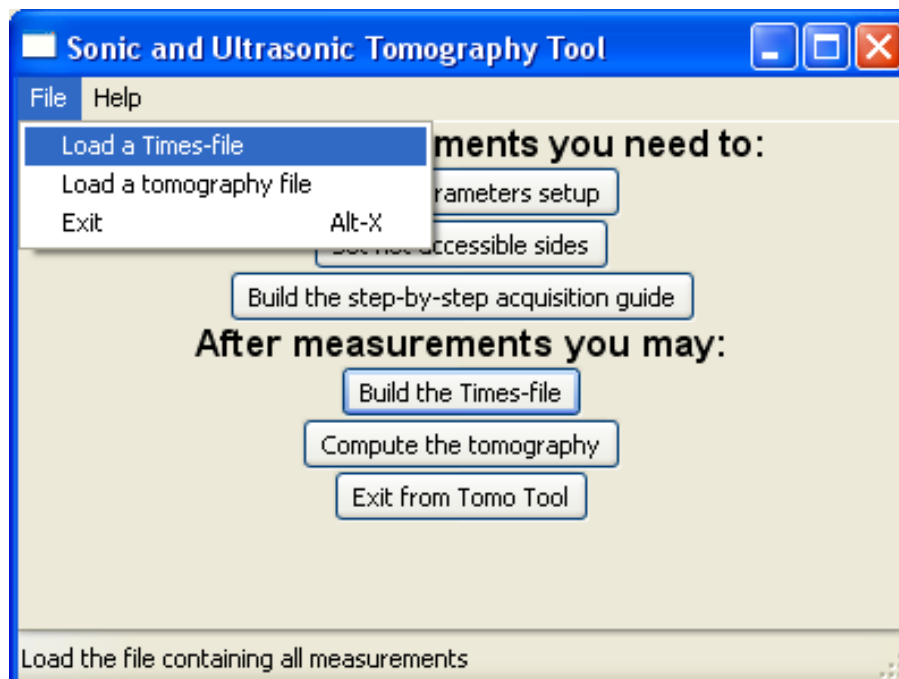 Sonic and Ultrasonic Tomography Tool
File Help
Load a Times-file
Load a tomography file
Exit Alt-X
ments you need to:
rameters setup
accessible sides
Build the step-by-step acquisition guide
After measurements you may:
Build the Times-file
Compute the tomography
Exit from Tomo Tool
Load the file containing all measurements